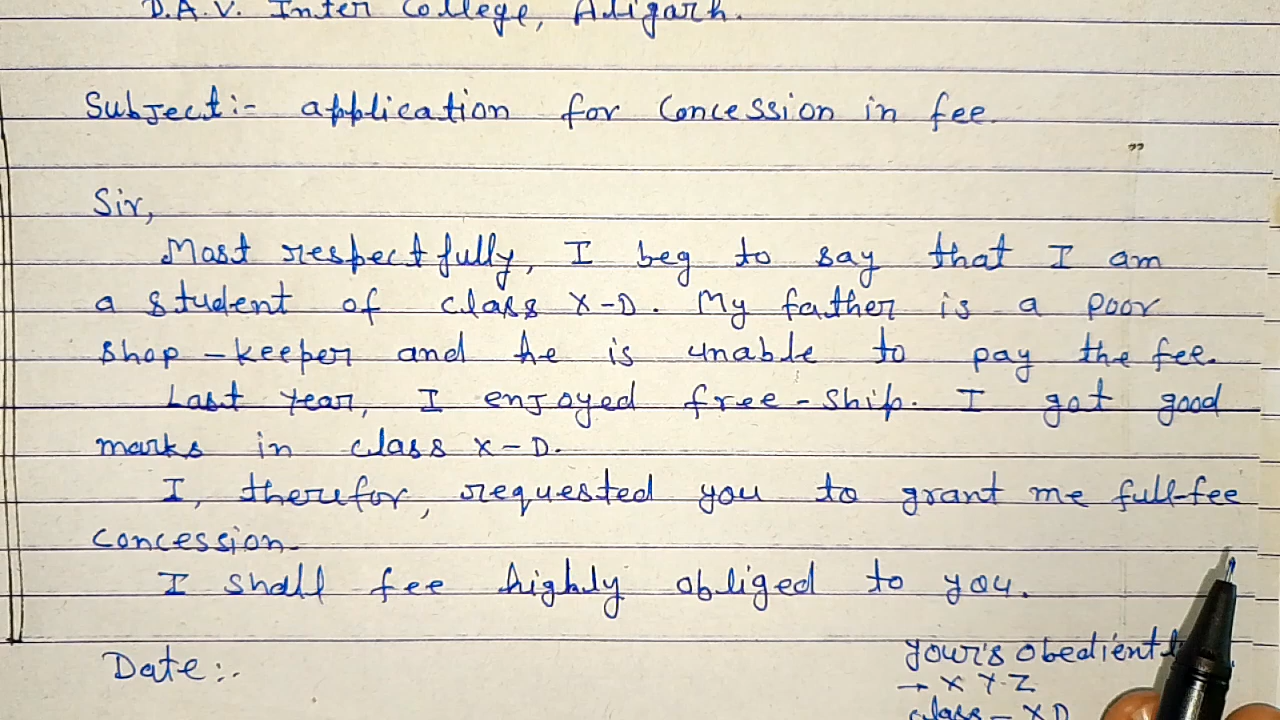 D.A.V. Inter College, Aligarh.
Subject:- application for Concession in fee.
”
Sir,
Most respectfully, I beg to say that I am
a student of class X-D. My father is a poor
shop-keeper and he is unable to pay the fee.
Last year, I enjoyed free-ship. I got good
marks in class X-D.
I, therefor, requested you to grant me full-fee
concession.
I shall fee highly obliged to you.
Date:-
your's obediently
→ X Y Z
class - XD